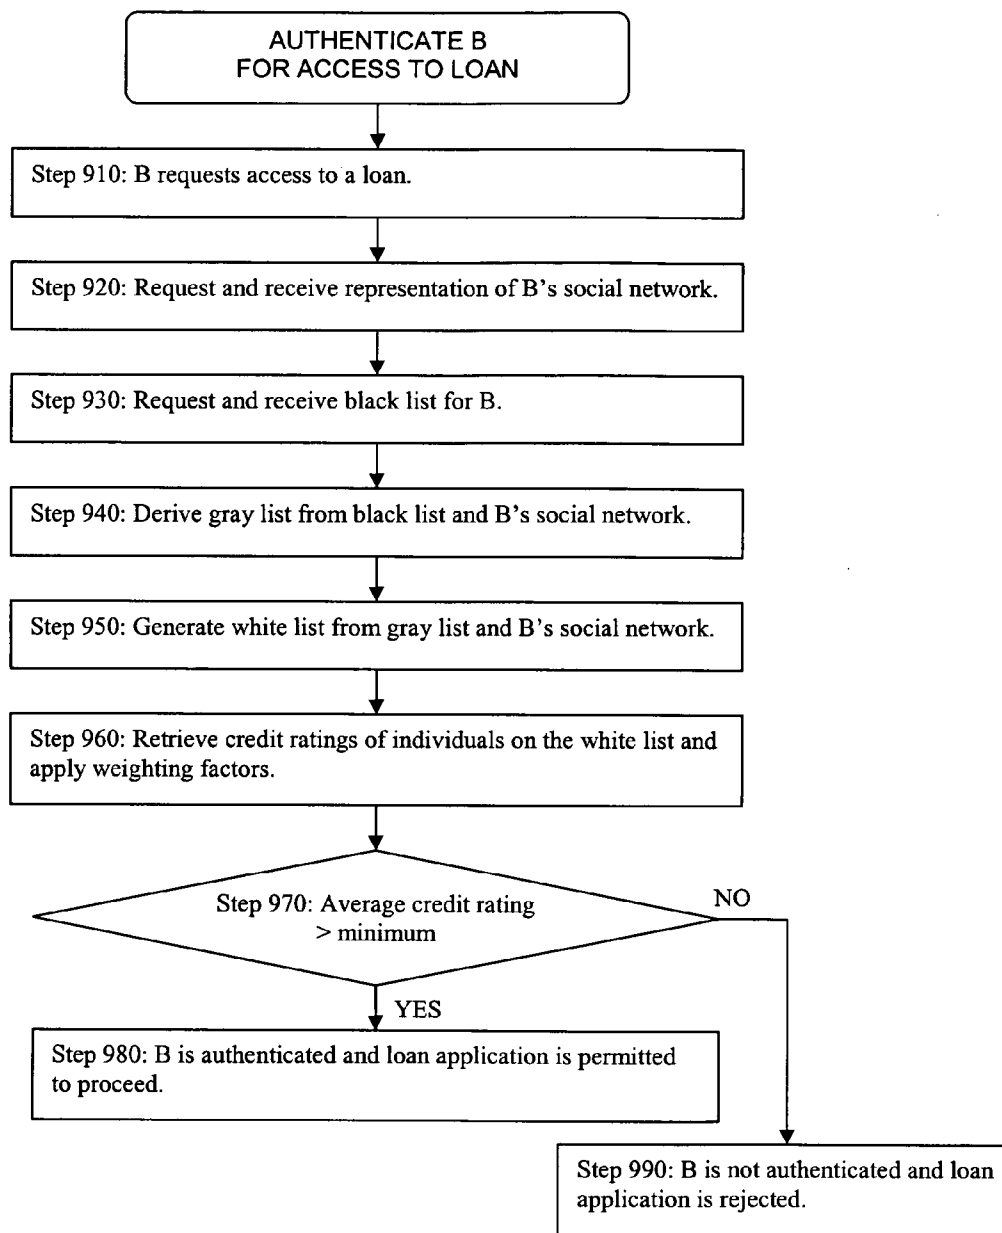 AUTHENTICATE B
FOR ACCESS TO LOAN
Step 910: B requests access to a loan.
Step 920: Request and receive representation of B's social network.
Step 930: Request and receive black list for B.
Step 940: Derive gray list from black list and B's social network.
Step 950: Generate white list from gray list and B's social network.
Step 960: Retrieve credit ratings of individuals on the white list and
apply weighting factors.
Step 970: Average credit rating
> minimum
NO
YES
Step 980: B is authenticated and loan application is permitted
to proceed.
Step 990: B is not authenticated and loan
application is rejected.